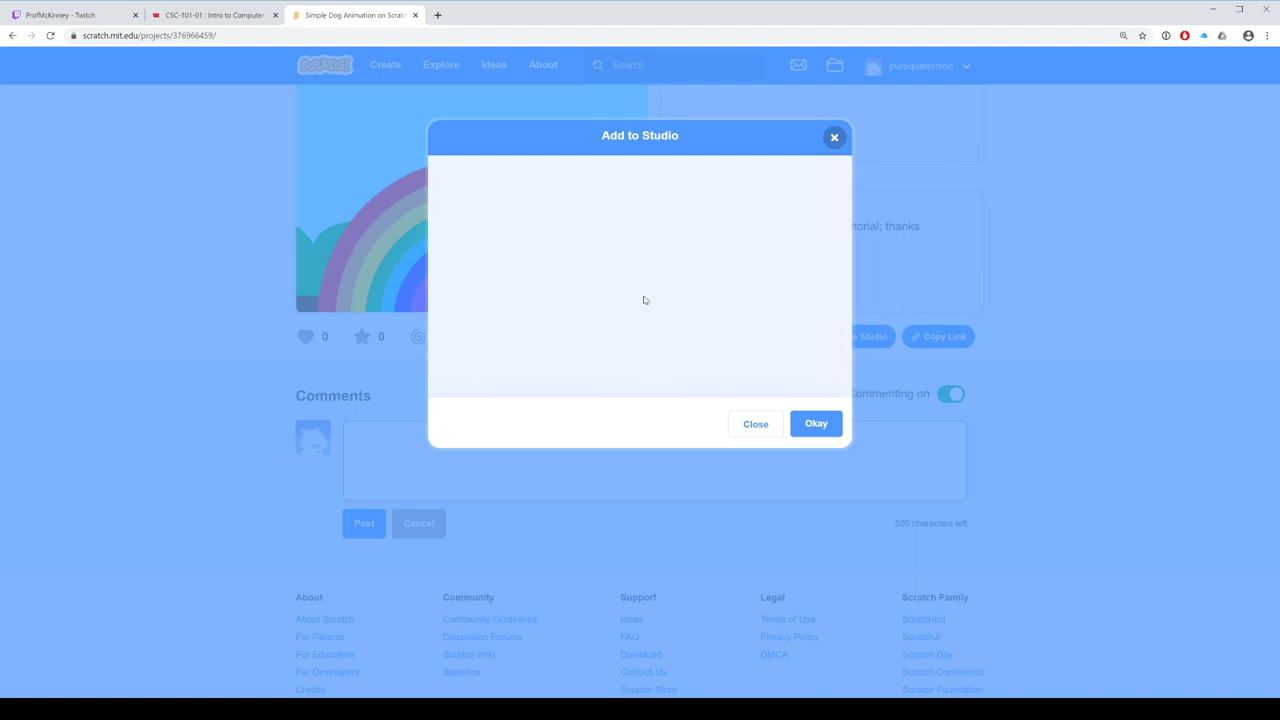 ProfMcKinney - Twitch
CSC-101-01 : Intro to Computer
Simple Dog Animation on Scratch
scratch.mit.edu/projects/376966459/
SCRATCH
Create
Explore
Ideas
About
Search
purequaternion
Add to Studio
torial; thanks
0
0
o Studio
Copy Link
Comments
Commenting on
Close
Okay
Post
Cancel
500 characters left
About
Community
Support
Legal
Scratch Family
About Scratch
Community Guidelines
Ideas
Terms of Use
ScratchEd
For Parents
Discussion Forums
FAQ
Privacy Policy
ScratchJr
For Educators
Scratch Wiki
Download
DMCA
Scratch Day
For Developers
Statistics
Contact Us
Scratch Conference
Credits
Scratch Store
Scratch Foundation